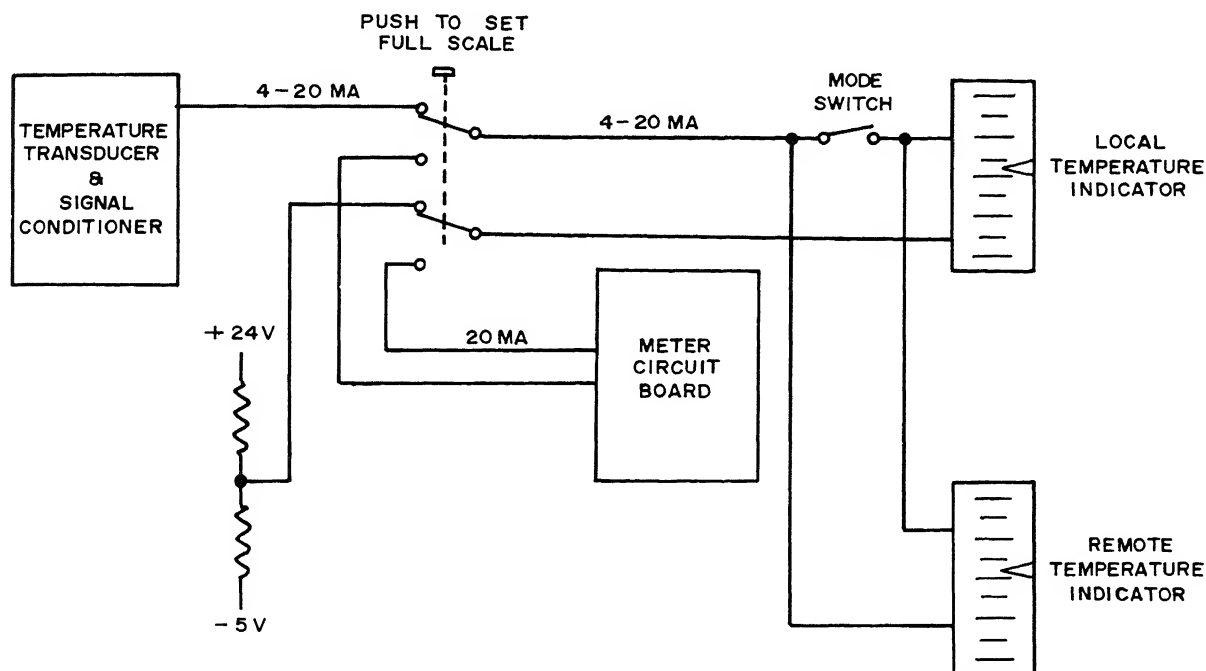 PUSH TO SET
FULL SCALE
4-20 MA
TEMPERATURE
TRANSDUCER
&
SIGNAL
CONDITIONER
4-20 MA
MODE
SWITCH
LOCAL
TEMPERATURE
INDICATOR
+24V
20 MA
METER
CIRCUIT
BOARD
-5V
REMOTE
TEMPERATURE
INDICATOR